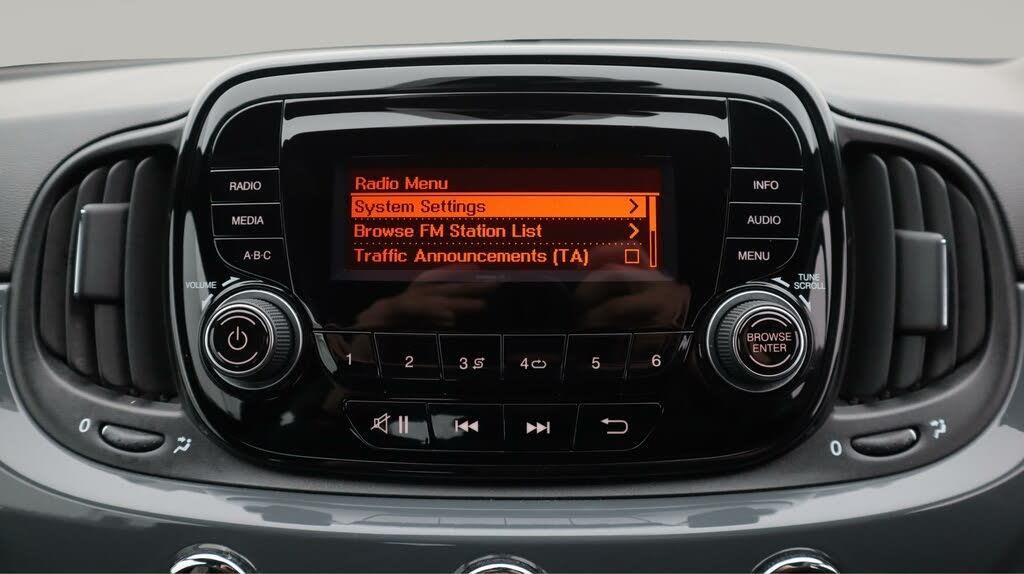 RADIO
MEDIA
A·B·C
VOLUME
Radio Menu
System Settings
Browse FM Station List
Traffic Announcements (TA)
INFO
AUDIO
MENU
TUNE
SCROLL
BROWSE
ENTER
1
2
3
4
5
6
0
0